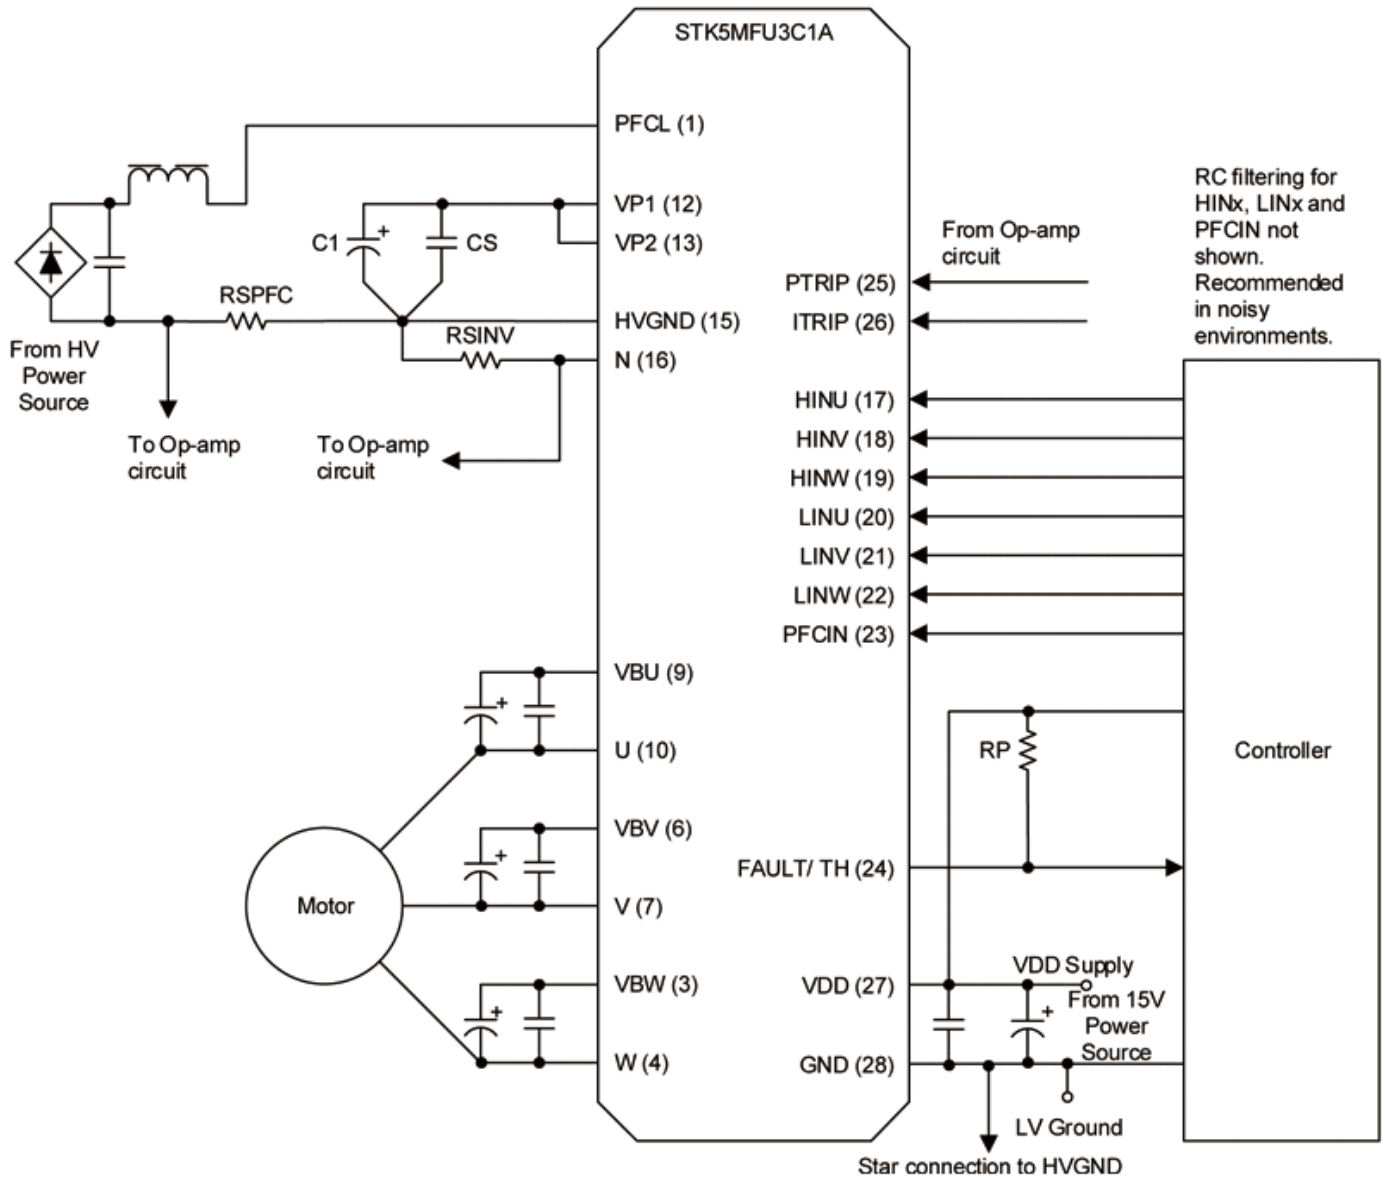 STK5MFU3C1A
PFCL (1)
VP1 (12)
VP2 (13)
C1
+
CS
RSPFC
HVGND (15)
RSINV
N (16)
From HV
Power
Source
To Op-amp
circuit
To Op-amp
circuit
VBU (9)
+
U (10)
VBV (6)
+
V (7)
VBW (3)
+
W (4)
Motor
From Op-amp
circuit
PTRIP (25)
ITRIP (26)
HINU (17)
HINV (18)
HINW (19)
LINU (20)
LINV (21)
LINW (22)
PFCIN (23)
RP
FAULT/ TH (24)
VDD (27)
GND (28)
VDD Supply
From 15V
Power
Source
+
LV Ground
Star connection to HVGND
RC filtering for
HINx, LINx and
PFCIN not
shown.
Recommended
in noisy
environments.
Controller